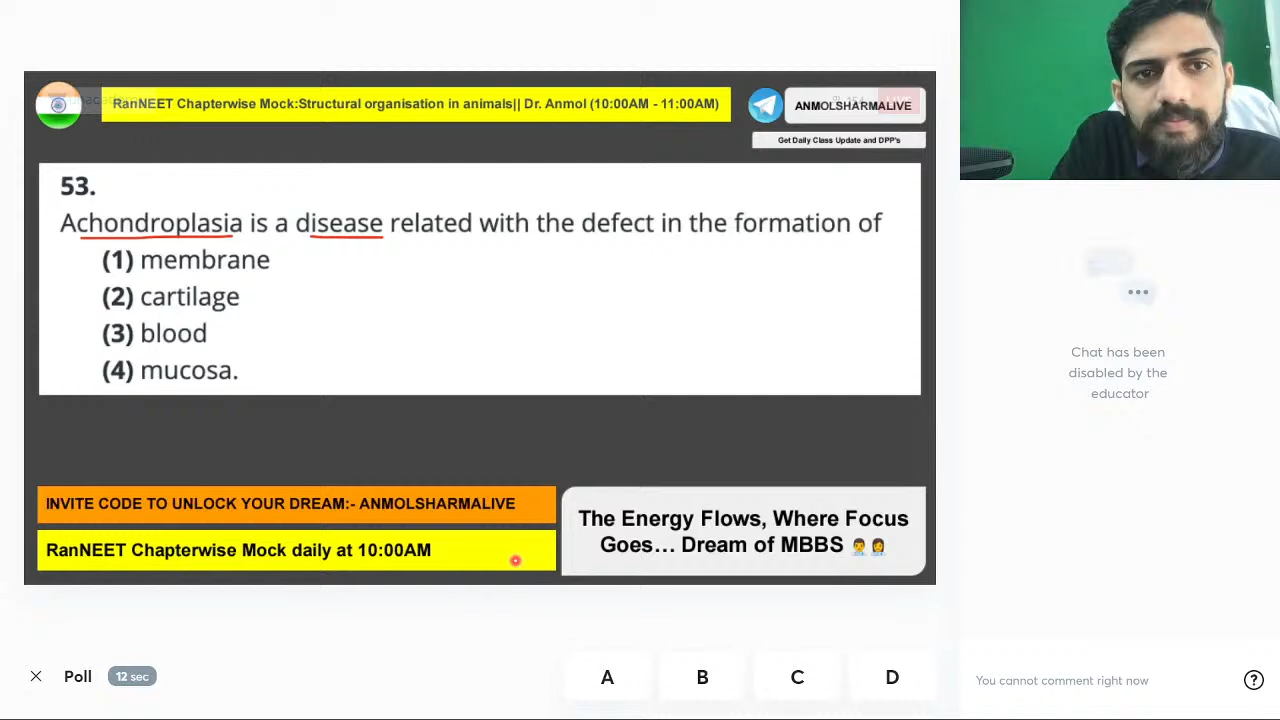 RanNEET Chapterwise Mock:Structural organisation in animals|| Dr. Anmol (10:00AM - 11:00AM)
ANMOLSHARMALIVE
Get Daily Class Update and DPP's
53.
Achondroplasia is a disease related with the defect in the formation of
(1) membrane
(2) cartilage
(3) blood
(4) mucosa.
INVITE CODE TO UNLOCK YOUR DREAM:- ANMOLSHARMALIVE
RanNEET Chapterwise Mock daily at 10:00AM
The Energy Flows, Where Focus
Goes... Dream of MBBS
Chat has been
disabled by the
educator
Poll 12 sec
A B C D
You cannot comment right now
?